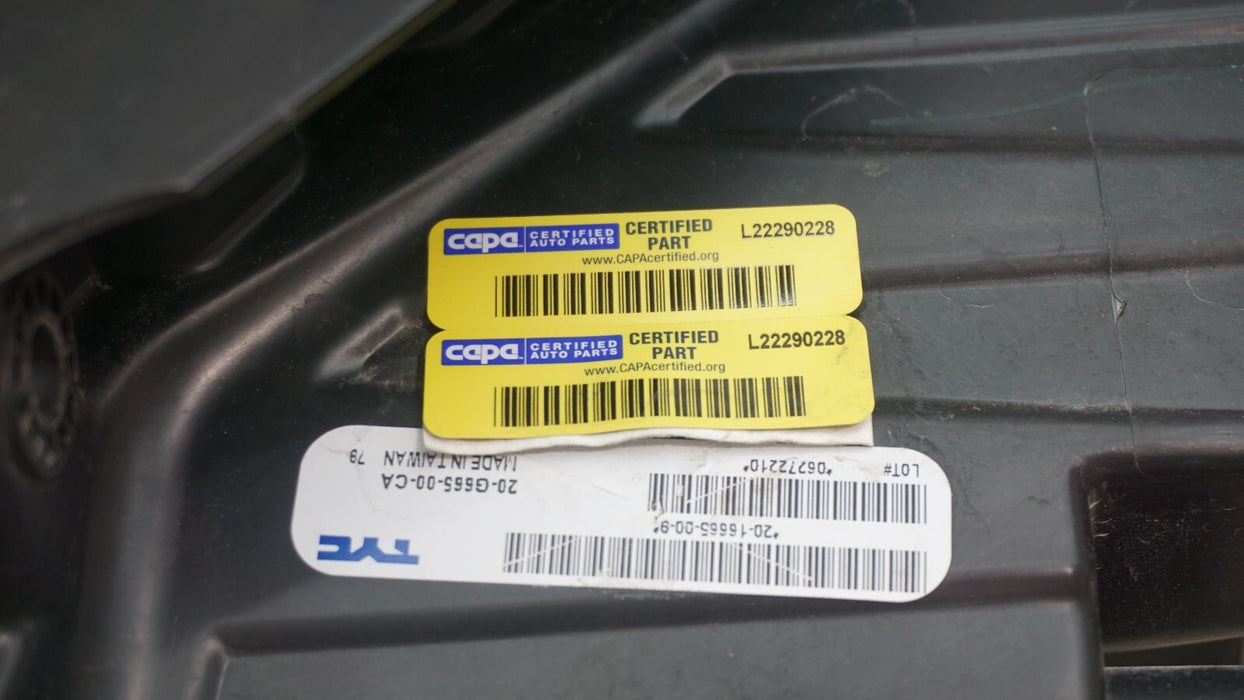 capa CERTIFIED AUTO PARTS CERTIFIED PART L22290228
www.CAPAcertified.org
capa CERTIFIED AUTO PARTS CERTIFIED PART L22290228
www.CAPAcertified.org
TYC
*20-16665-00-9*
20-G665-00-CA
MADE IN TAIWAN 79
LOT# *06272210*